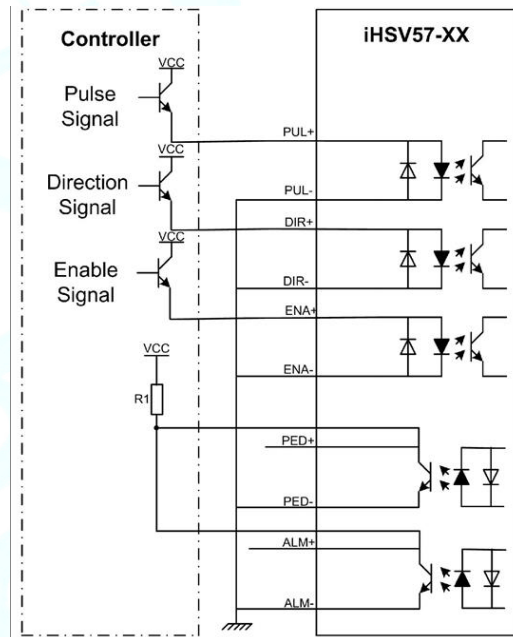 Controller
iHSV57-XX
VCC
Pulse
Signal
PUL+
VCC
PUL-
Direction
Signal
DIR+
VCC
DIR-
Enable
Signal
ENA+
VCC
ENA-
R1
PED+
PED-
ALM+
ALM-